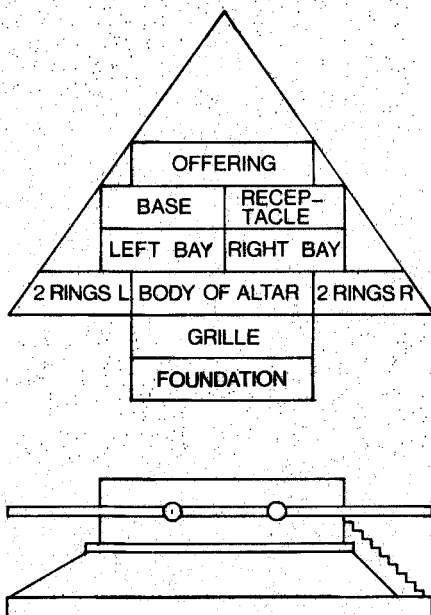 OFFERING
BASE
RECEP-
TACLE
LEFT BAY
RIGHT BAY
2 RINGS L
BODY OF ALTAR
2 RINGS R
GRILLE
FOUNDATION